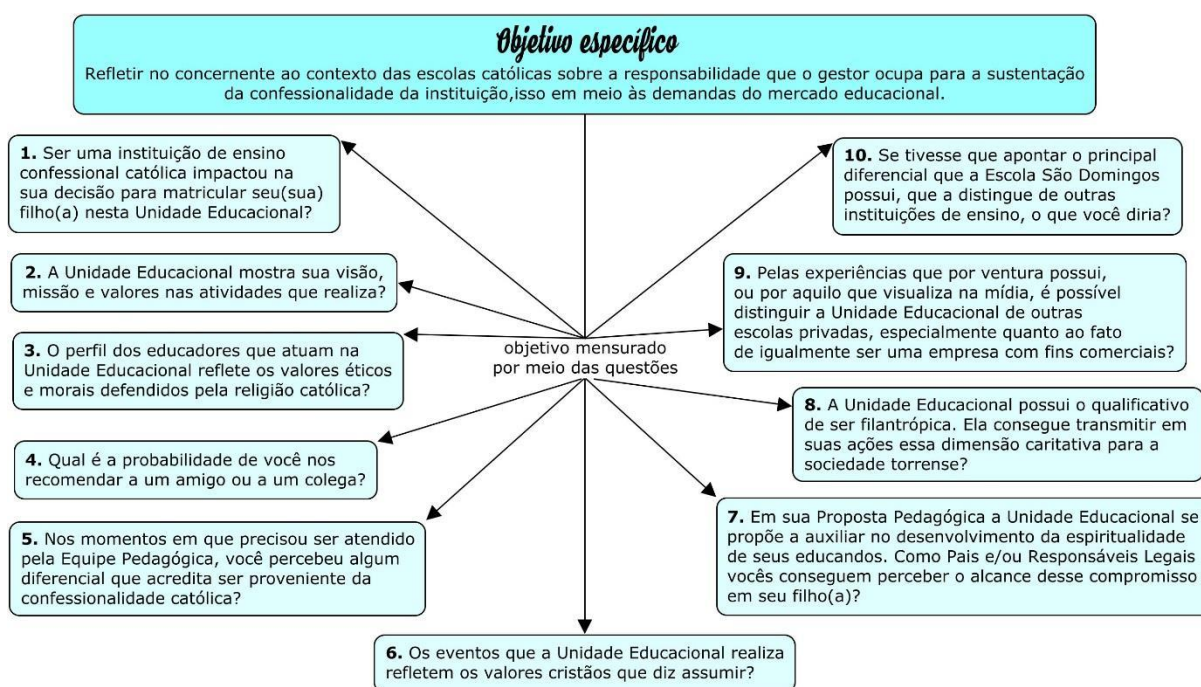 Objetivo específico
Refletir no concernente ao contexto das escolas católicas sobre a responsabilidade que o gestor ocupa para a sustentação
da confessionalidade da instituição,isso em meio às demandas do mercado educacional.
1. Ser uma instituição de ensino
confessional católica impactou na
sua decisão para matricular seu(sua)
filho(a) nesta Unidade Educacional?
2. A Unidade Educacional mostra sua visão,
missão e valores nas atividades que realiza?
3. O perfil dos educadores que atuam na
Unidade Educacional reflete os valores éticos
e morais defendidos pela religião católica?
4. Qual é a probabilidade de você nos
recomendar a um amigo ou a um colega?
5. Nos momentos em que precisou ser atendido
pela Equipe Pedagógica, você percebeu algum
diferencial que acredita ser proveniente da
confessionalidade católica?
objetivo mensurado
por meio das questões
6. Os eventos que a Unidade Educacional realiza
refletem os valores cristãos que diz assumir?
7. Em sua Proposta Pedagógica a Unidade Educacional se
propõe a auxiliar no desenvolvimento da espiritualidade
de seus educandos. Como Pais e/ou Responsáveis Legais
vocês conseguem perceber o alcance desse compromisso
em seu filho(a)?
8. A Unidade Educacional possui o qualificativo
de ser filantrópica. Ela consegue transmitir em
suas ações essa dimensão caritativa para a
sociedade torrense?
9. Pelas experiências que por ventura possui,
ou por aquilo que visualiza na mídia, é possível
distinguir a Unidade Educacional de outras
escolas privadas, especialmente quanto ao fato
de igualmente ser uma empresa com fins comerciais?
10. Se tivesse que apontar o principal
diferencial que a Escola São Domingos
possui, que a distingue de outras
instituições de ensino, o que você diria?